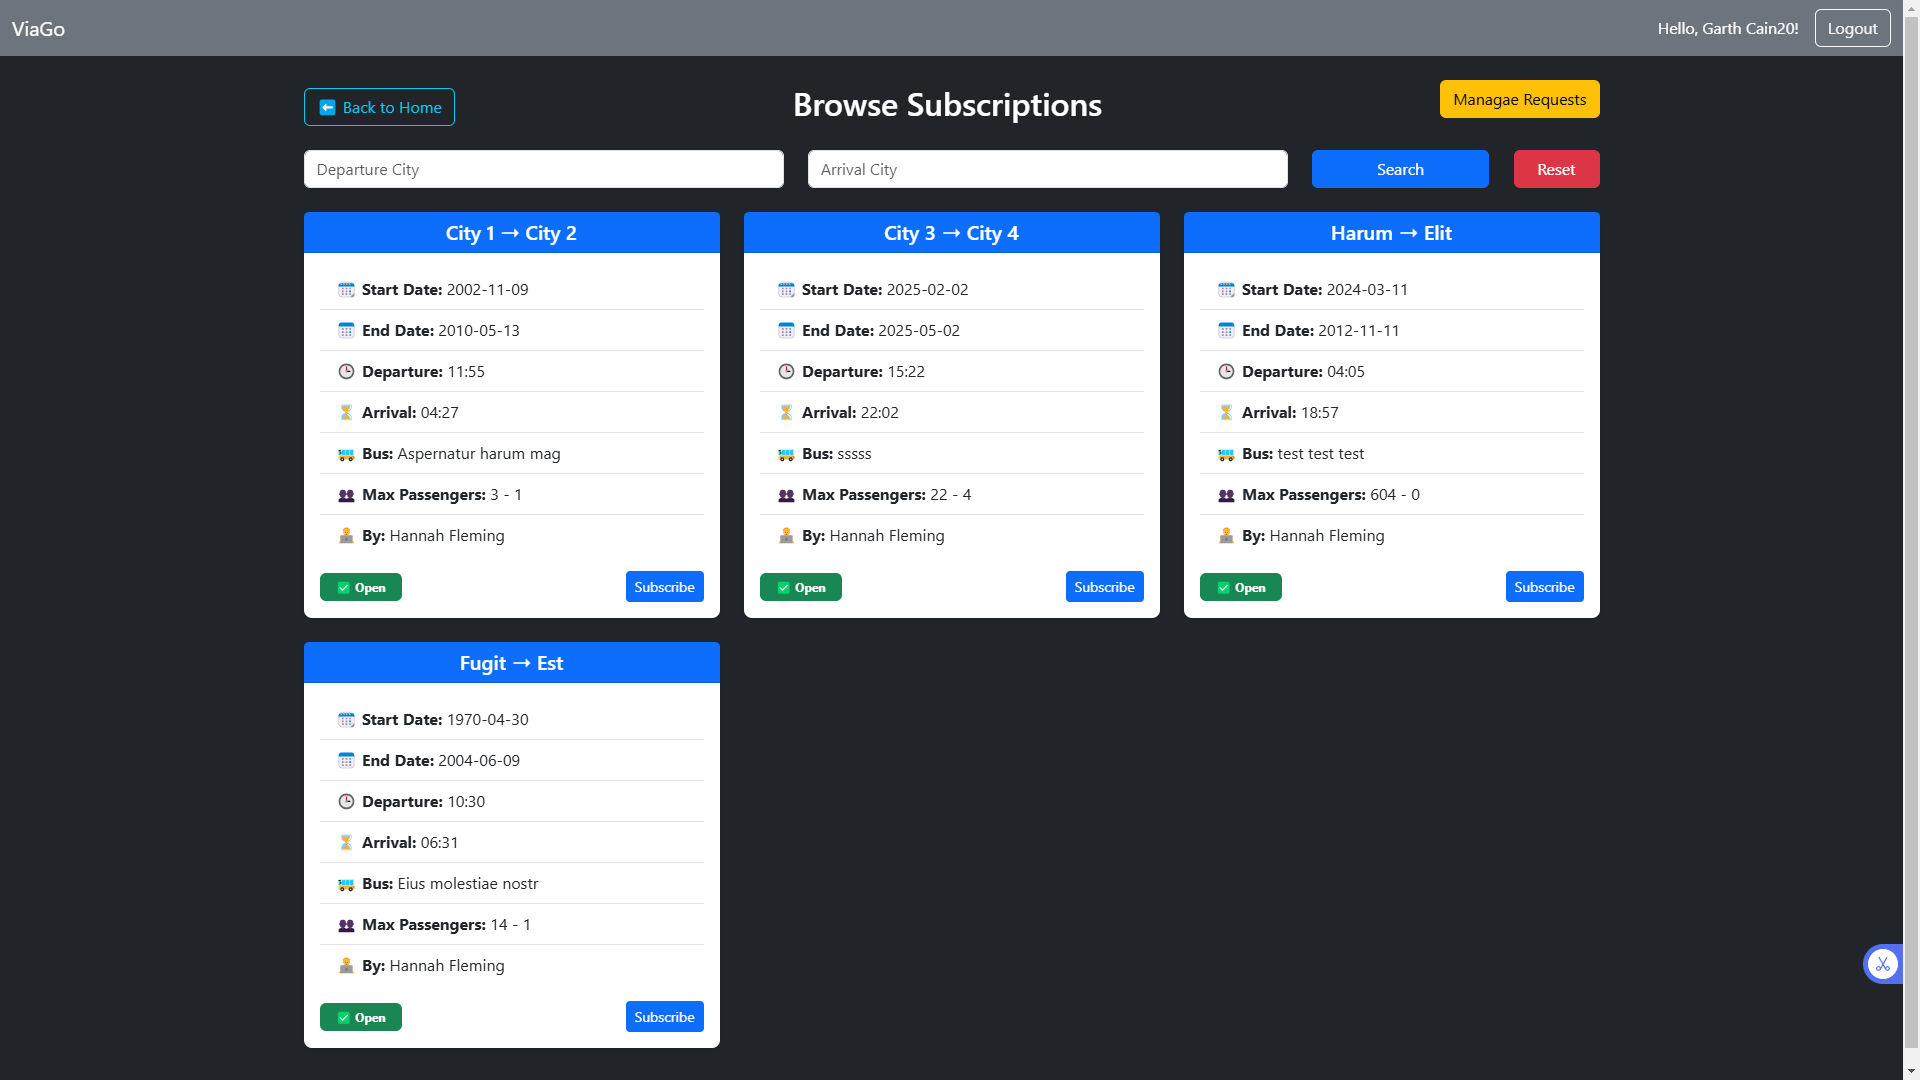 ViaGo
Hello, Garth Cain20!
Logout
Back to Home
Browse Subscriptions
Managae Requests
Departure City
Arrival City
Search
Reset
City 1 → City 2
Start Date: 2002-11-09
End Date: 2010-05-13
Departure: 11:55
Arrival: 04:27
Bus: Aspernatur harum mag
Max Passengers: 3 - 1
By: Hannah Fleming
Open
Subscribe
City 3 → City 4
Start Date: 2025-02-02
End Date: 2025-05-02
Departure: 15:22
Arrival: 22:02
Bus: sssss
Max Passengers: 22 - 4
By: Hannah Fleming
Open
Subscribe
Harum → Elit
Start Date: 2024-03-11
End Date: 2012-11-11
Departure: 04:05
Arrival: 18:57
Bus: test test test
Max Passengers: 604 - 0
By: Hannah Fleming
Open
Subscribe
Fugit → Est
Start Date: 1970-04-30
End Date: 2004-06-09
Departure: 10:30
Arrival: 06:31
Bus: Eius molestiae nostr
Max Passengers: 14 - 1
By: Hannah Fleming
Open
Subscribe